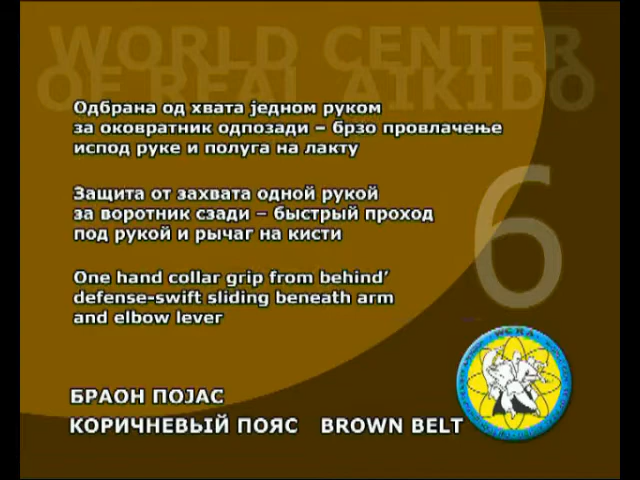 WORLD CENTER
OF REAL AIKIDO
Одбрана од хвата једном руком
за оковратник одпозади – брзо провлачење
испод руке и полуга на лакту
6
Защита от захвата одной рукой
за воротник сзади – быстрый проход
под рукой и рычаг на кисти
One hand collar grip from behind’
defense-swift sliding beneath arm
and elbow lever
БРАОН ПОЈАС
КОРИЧНЕВЫЙ ПОЯС BROWN BELT